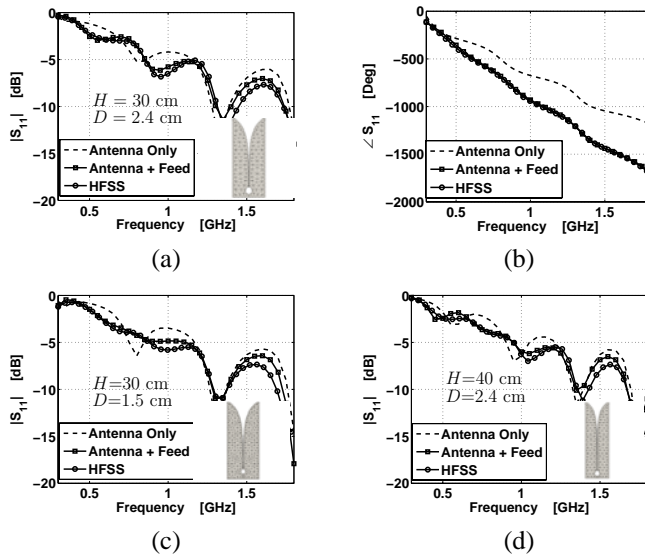 0
−5
−10
−15
−20
|S11| [dB]
H = 30 cm
D = 2.4 cm
Antenna Only
Antenna + Feed
HFSS
0.5
1
1.5
Frequency [GHz]
(a)
0
−500
−1000
−1500
−2000
∠ S11 [Deg]
Antenna Only
Antenna + Feed
HFSS
0.5
1
1.5
Frequency [GHz]
(b)
0
−5
−10
−15
−20
|S11| [dB]
H=30 cm
D=1.5 cm
Antenna Only
Antenna + Feed
HFSS
0.5
1
1.5
Frequency [GHz]
(c)
0
−5
−10
−15
−20
|S11| [dB]
H=40 cm
D=2.4 cm
Antenna Only
Antenna + Feed
HFSS
0.5
1
1.5
Frequency [GHz]
(d)